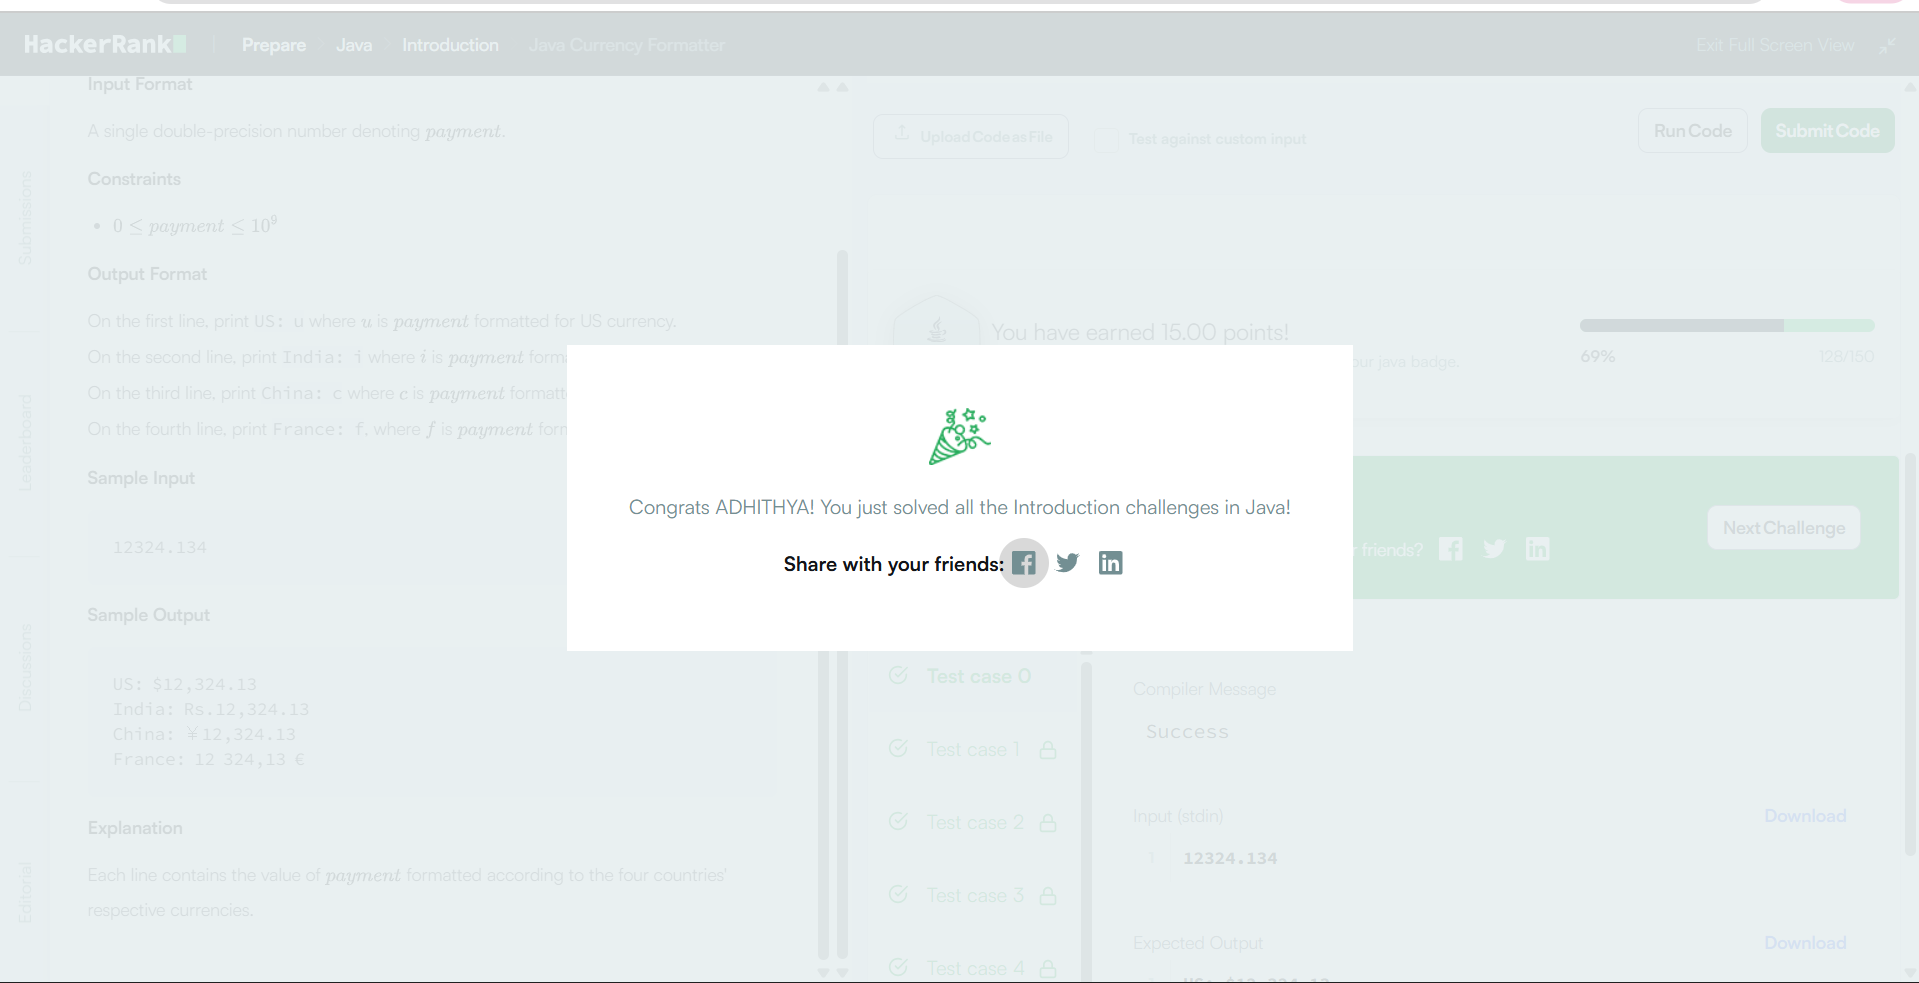 HackerRank
Prepare
Java
Introduction
Java Currency Formatter
Exit Full Screen View
Submissions
Leaderboard
Discussions
Editorial
Input Format
A single double-precision number denoting payment.
Constraints
• 0 ≤ payment ≤ 10⁹
Output Format
On the first line, print US: u where u is payment formatted for US currency.
On the second line, print India: i where i is payment
On the third line, print China: c where c is payment
On the fourth line, print France: f, where f is payment
Sample Input
12324.134
Sample Output
US: $12,324.13
India: Rs.12,324.13
China: ￥12,324.13
France: 12 324,13 €
Explanation
Each line contains the value of payment formatted according to the four countries'
respective currencies.
Upload Code as File
Test against custom input
Run Code
Submit Code
You have earned 15.00 points!
java badge.
69%
128/150
Congrats ADHITHYA! You just solved all the Introduction challenges in Java!
Share with your friends:
friends?
Next Challenge
Test case 0
Test case 1
Test case 2
Test case 3
Test case 4
Compiler Message
Success
Input (stdin)
Download
1 12324.134
Expected Output
Download
US: $12,324.13